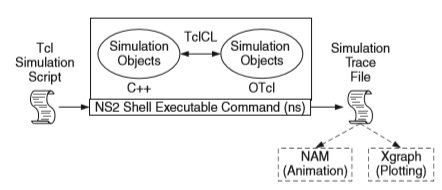 Tcl
Simulation
Script
Simulation
Objects
TclCL
Simulation
Objects
C++
OTcl
NS2 Shell Executable Command (ns)
Simulation
Trace
File
NAM
(Animation)
Xgraph
(Plotting)